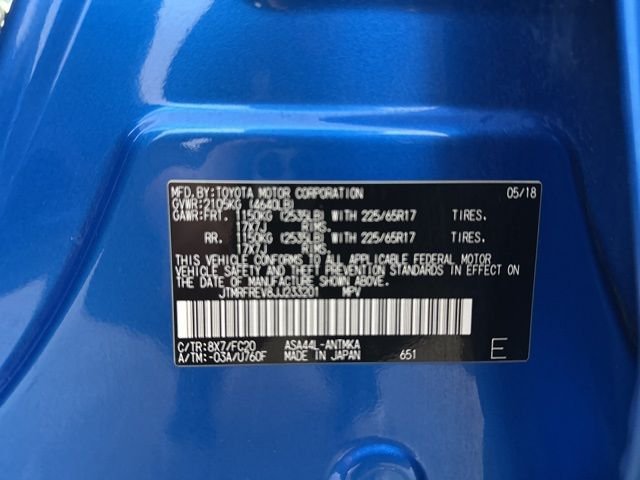 MFD. BY: TOYOTA MOTOR CORPORATION 05/18
GVWR: 2105KG (4640LB)
GAWR: FRT. 1150KG (2535LB) WITH 225/65R17 TIRES.
17X7J RIMS.
RR. 1150KG (2535LB) WITH 225/65R17 TIRES.
17X7J RIMS.
THIS VEHICLE CONFORMS TO ALL APPLICABLE FEDERAL MOTOR
VEHICLE SAFETY AND THEFT PREVENTION STANDARDS IN EFFECT ON
THE DATE OF MANUFACTURE SHOWN ABOVE.
JTMRFREV8JJ233201 MPV
C/TR: 8X7/FC20 ASA44L-ANTMKA
A/TM: -03A/U760F MADE IN JAPAN 651 E